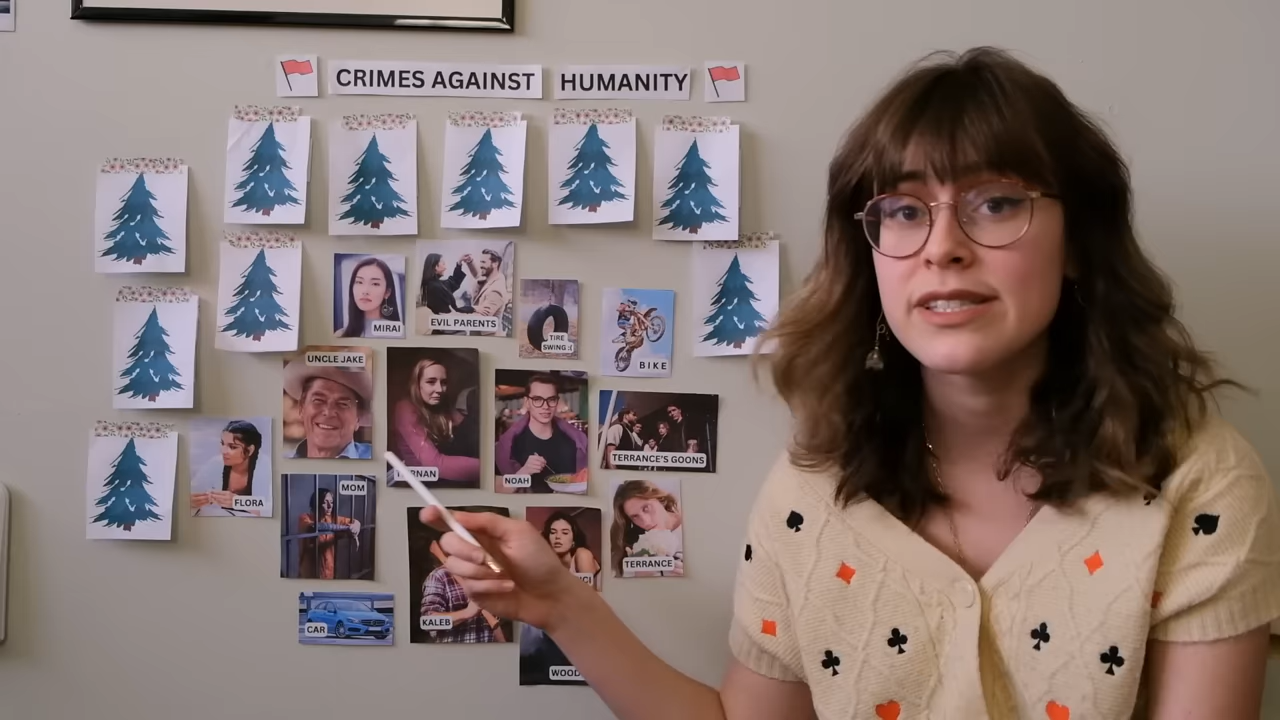 CRIMES AGAINST HUMANITY
MIRAI
EVIL PARENTS
TIRE
SWING :(
BIKE
UNCLE JAKE
TERRANCE'S GOONS
NOAH
FLORA
MOM
TERRANCE
KALEB
CAR